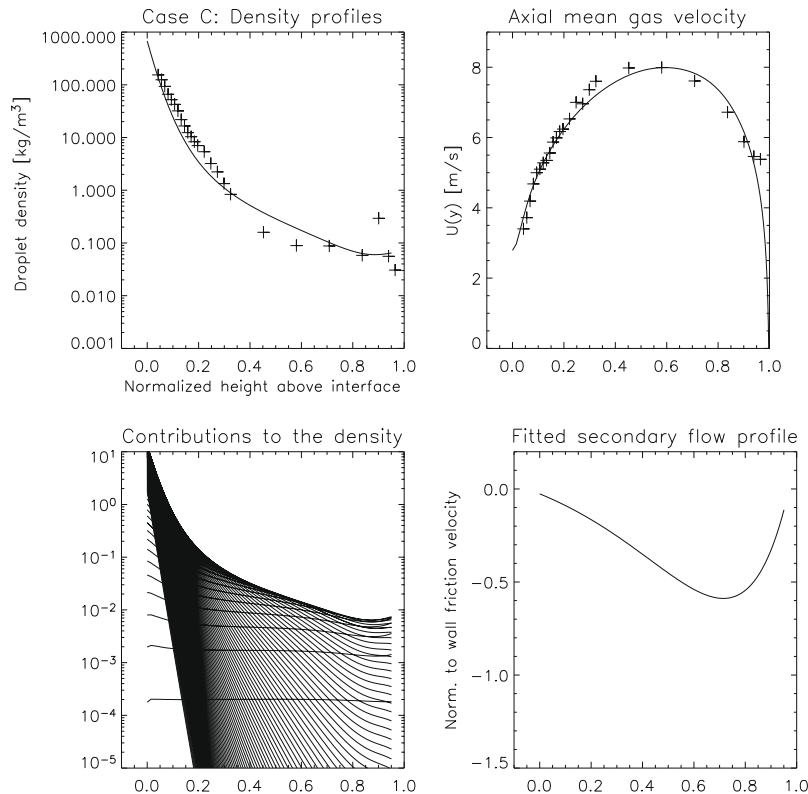 Case C: Density profiles
Droplet density [kg/m³]
1000.000
100.000
10.000
1.000
0.100
0.010
0.001
0.0 0.2 0.4 0.6 0.8 1.0
Normalized height above interface
Axial mean gas velocity
U(y) [m/s]
8
6
4
2
0
0.0 0.2 0.4 0.6 0.8 1.0
Contributions to the density
10¹
10⁰
10⁻¹
10⁻²
10⁻³
10⁻⁴
10⁻⁵
0.0 0.2 0.4 0.6 0.8 1.0
Fitted secondary flow profile
Norm. to wall friction velocity
0.0
−0.5
−1.0
−1.5
0.0 0.2 0.4 0.6 0.8 1.0